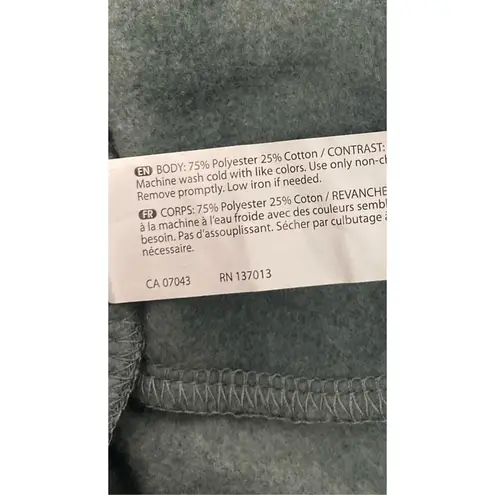 EN BODY: 75% Polyester 25% Cotton / CONTRAST:
Machine wash cold with like colors. Use only non-ch
Remove promptly. Low iron if needed.
FR CORPS: 75% Polyester 25% Coton / REVANCHE
à la machine à l'eau froide avec des couleurs sembl
besoin. Pas d'assouplissant. Sécher par culbutage à
nécessaire.
CA 07043 RN 137013